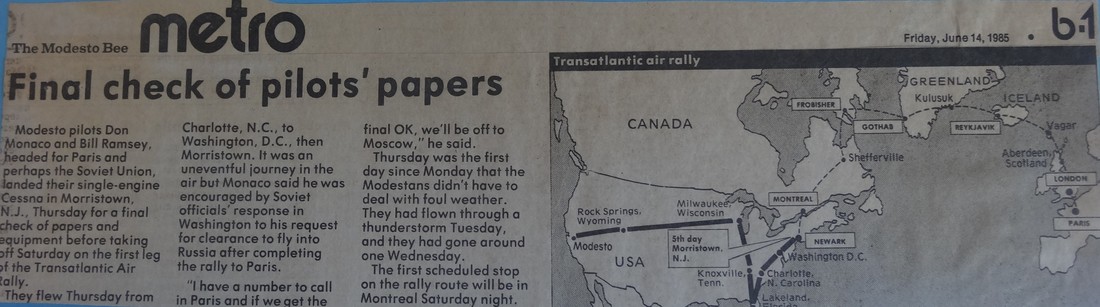 The Modesto Bee
metro
Friday, June 14, 1985 • b-1
Final check of pilots' papers
Modesto pilots Don
Monaco and Bill Ramsey,
headed for Paris and
perhaps the Soviet Union,
landed their single-engine
Cessna in Morristown,
N.J., Thursday for a final
check of papers and
equipment before taking
off Saturday on the first leg
of the Transatlantic Air
Rally.
They flew Thursday from
Charlotte, N.C., to
Washington, D.C., then
Morristown. It was an
uneventful journey in the
air but Monaco said he was
encouraged by Soviet
officials' response in
Washington to his request
for clearance to fly into
Russia after completing
the rally to Paris.
"I have a number to call
in Paris and if we get the
final OK, we'll be off to
Moscow," he said.
Thursday was the first
day since Monday that the
Modestans didn't have to
deal with foul weather.
They had flown through a
thunderstorm Tuesday,
and they had gone around
one Wednesday.
The first scheduled stop
on the rally route will be in
Montreal Saturday night.
Transatlantic air rally
GREENLAND
Kulusuk
ICELAND
FROBISHER
GOTHAB
REYKJAVIK
Vagar
CANADA
Shefferville
Aberdeen,
Scotland
LONDON
MONTREAL
PARIS
Milwaukee,
Wisconsin
Rock Springs,
Wyoming
Modesto
5th day
Morristown,
N.J.
NEWARK
USA
Washington D.C.
Knoxville,
Tenn.
Charlotte,
N. Carolina
Lakeland,
Florida